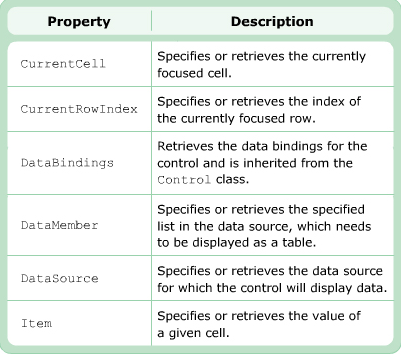 Property Description
CurrentCell Specifies or retrieves the currently
focused cell.
CurrentRowIndex Specifies or retrieves the index of
the currently focused row.
DataBindings Retrieves the data bindings for the
control and is inherited from the
Control class.
DataMember Specifies or retrieves the specified
list in the data source, which needs
to be displayed as a table.
DataSource Specifies or retrieves the data source
for which the control will display data.
Item Specifies or retrieves the value of
a given cell.